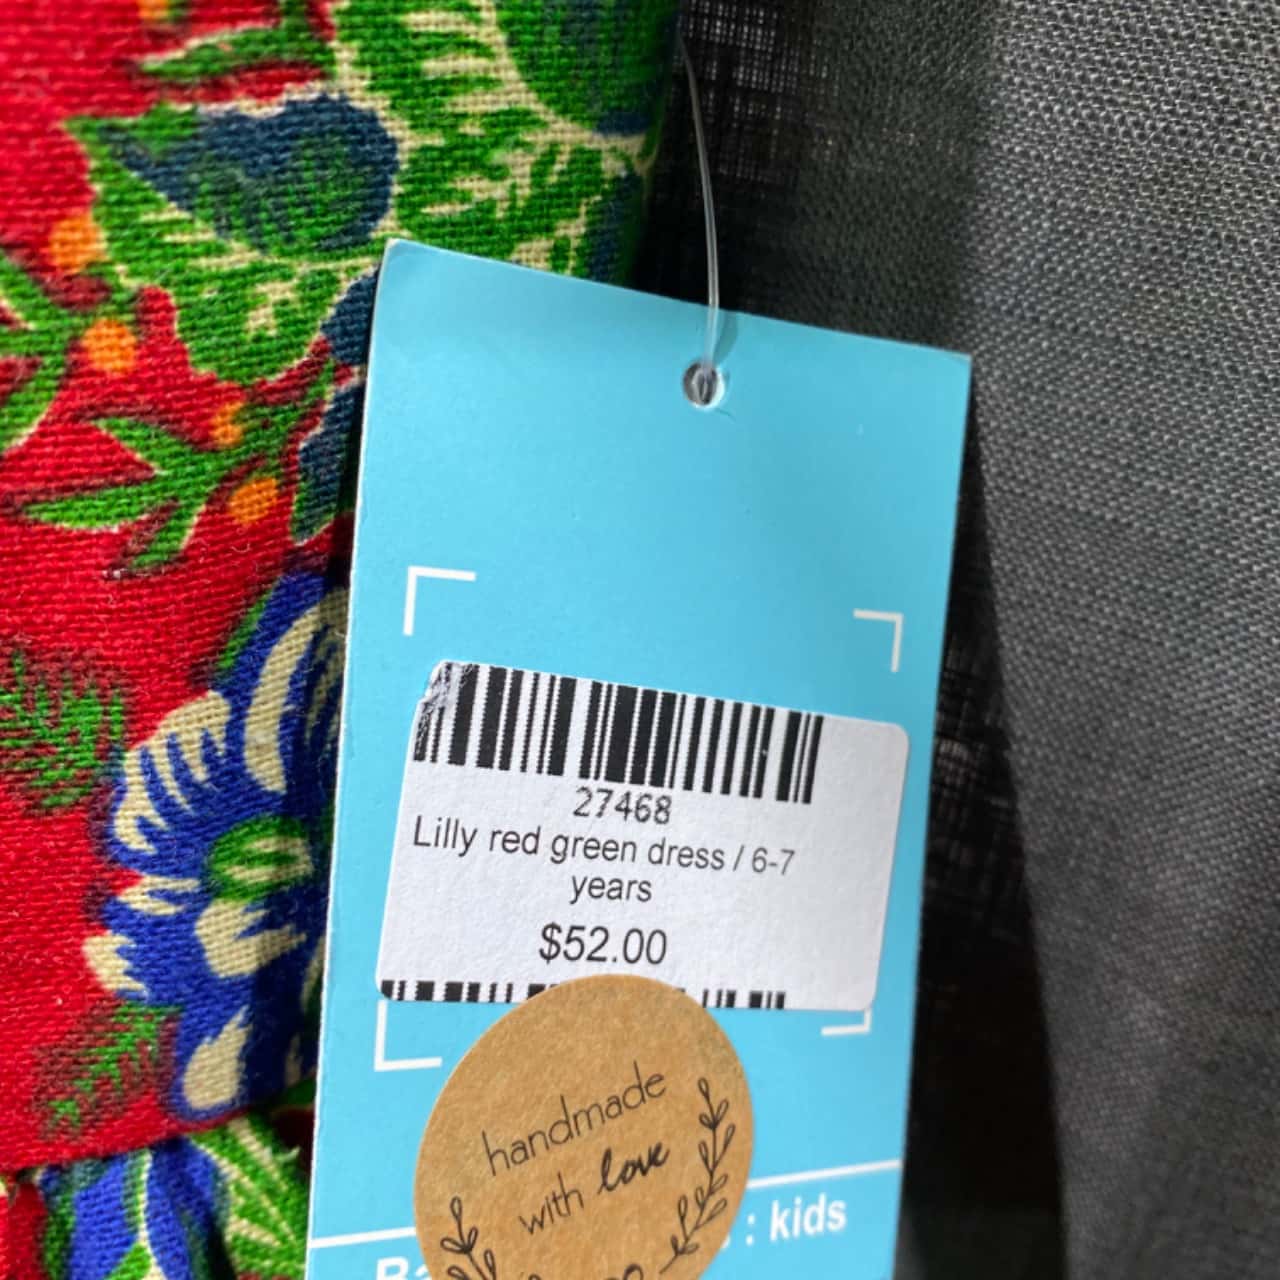 27468
Lilly red green dress / 6-7
years
$52.00
handmade
with love
: kids